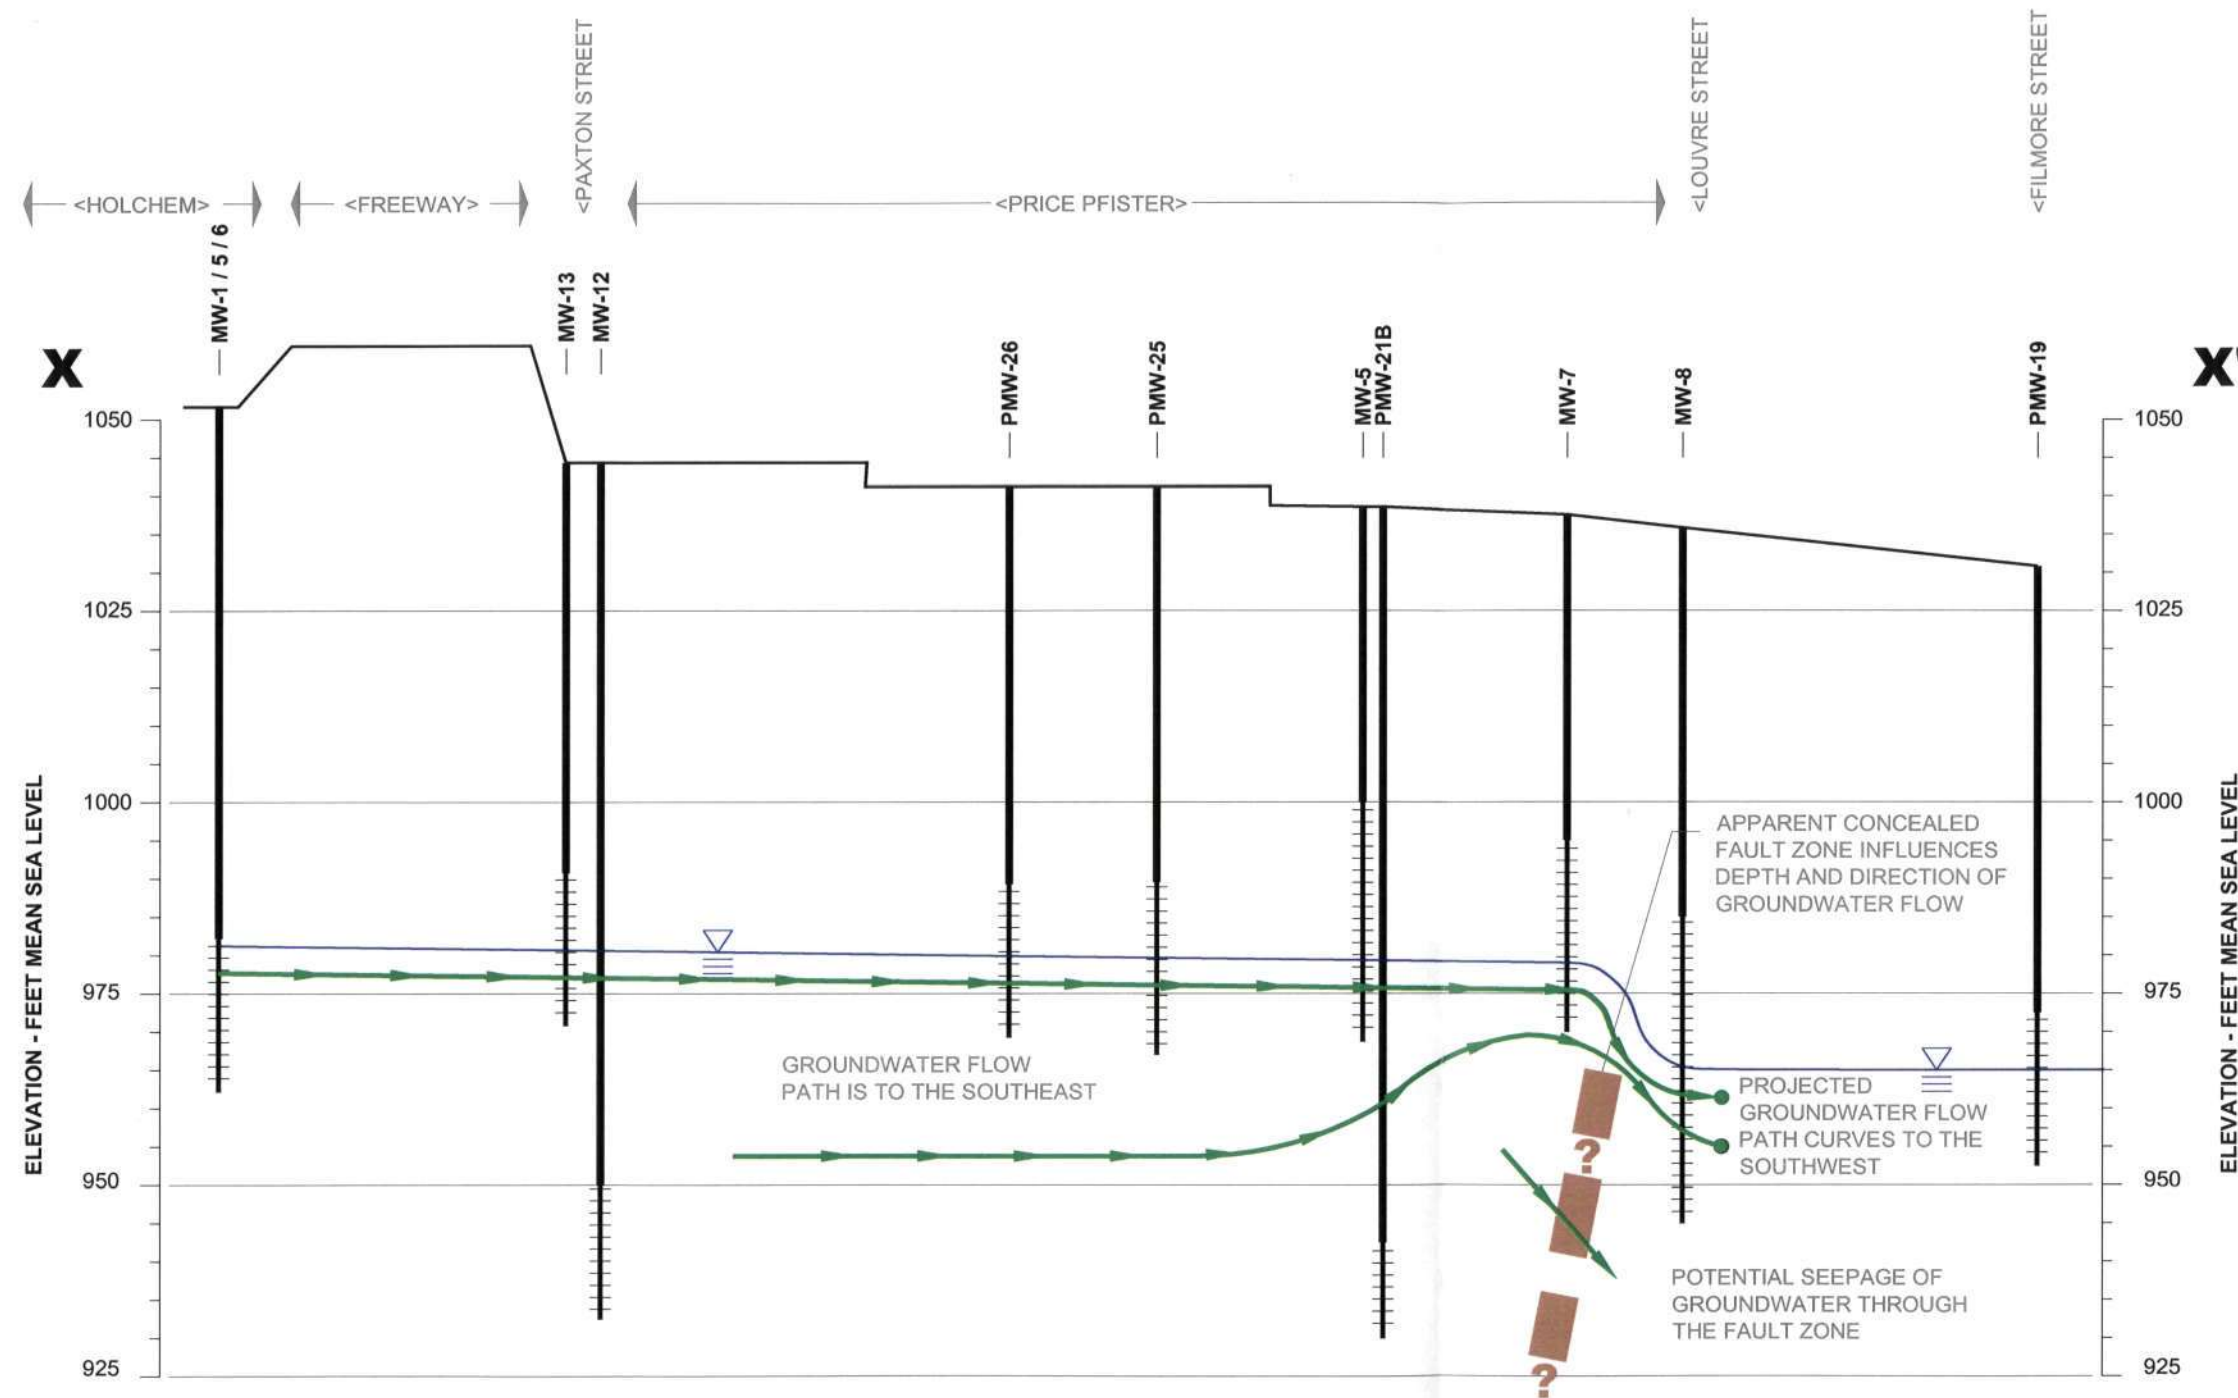 <PAXTON STREET
<LOUVRE STREET
<FILMORE STREET
<HOLCHEM>
<FREEWAY>
<PRICE PFISTER>
MW-1 / 5 / 6
MW-13
MW-12
PMW-26
PMW-25
MW-5
PMW-21B
MW-7
MW-8
PMW-19
X
X'
1050
1050
1025
1025
1000
1000
975
975
950
950
925
925
ELEVATION - FEET MEAN SEA LEVEL
ELEVATION - FEET MEAN SEA LEVEL
APPARENT CONCEALED
FAULT ZONE INFLUENCES
DEPTH AND DIRECTION OF
GROUNDWATER FLOW
GROUNDWATER FLOW
PATH IS TO THE SOUTHEAST
PROJECTED
GROUNDWATER FLOW
PATH CURVES TO THE
SOUTHWEST
?
POTENTIAL SEEPAGE OF
GROUNDWATER THROUGH
THE FAULT ZONE
?